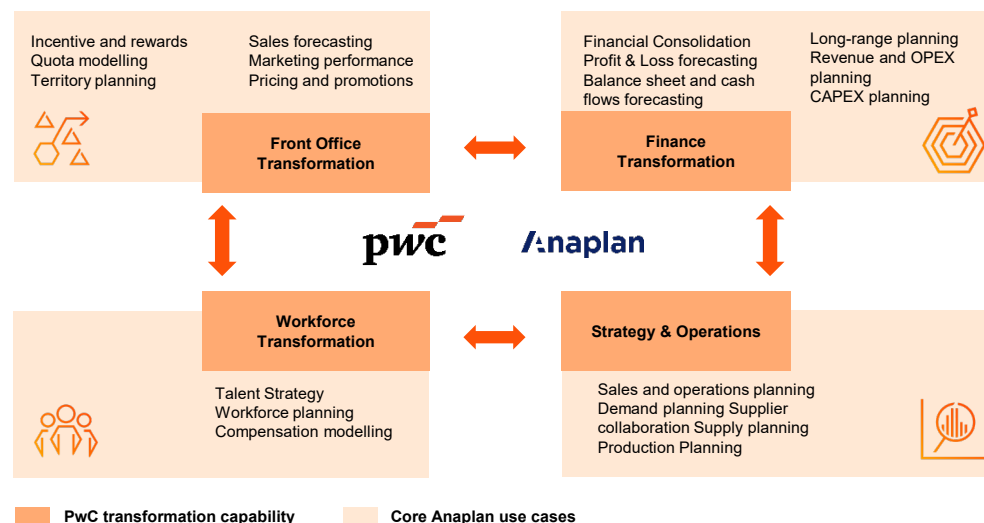 Incentive and rewards
Quota modelling
Territory planning
Sales forecasting
Marketing performance
Pricing and promotions
Front Office
Transformation
Financial Consolidation
Profit & Loss forecasting
Balance sheet and cash
flows forecasting
Long-range planning
Revenue and OPEX
planning
CAPEX planning
Finance
Transformation
pwc
Anaplan
Workforce
Transformation
Talent Strategy
Workforce planning
Compensation modelling
Strategy & Operations
Sales and operations planning
Demand planning Supplier
collaboration Supply planning
Production Planning
PwC transformation capability
Core Anaplan use cases